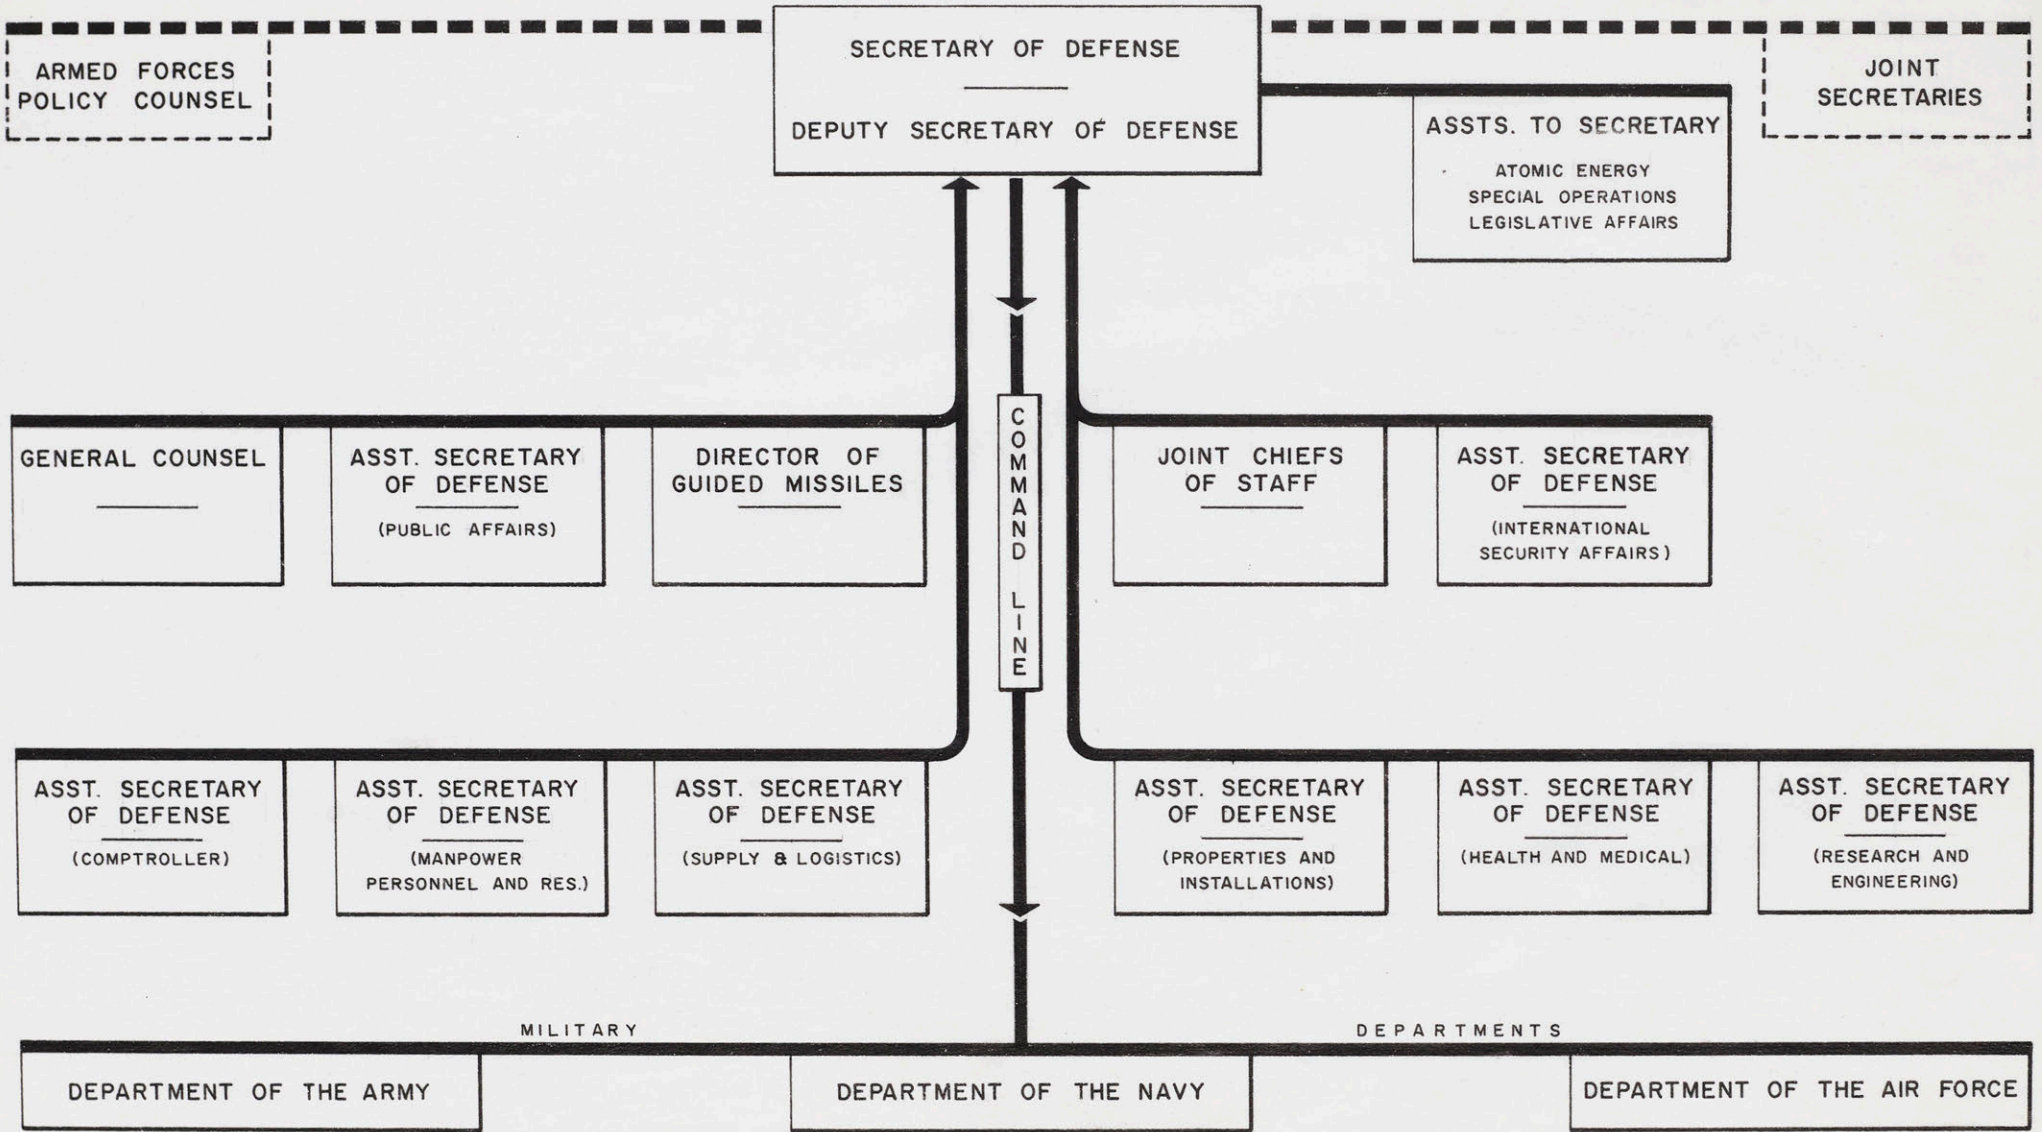 SECRETARY OF DEFENSE
DEPUTY SECRETARY OF DEFENSE
ARMED FORCES
POLICY COUNSEL
JOINT
SECRETARIES
ASSTS. TO SECRETARY
ATOMIC ENERGY
SPECIAL OPERATIONS
LEGISLATIVE AFFAIRS
COMMAND LINE
GENERAL COUNSEL
ASST. SECRETARY
OF DEFENSE
(PUBLIC AFFAIRS)
DIRECTOR OF
GUIDED MISSILES
JOINT CHIEFS
OF STAFF
ASST. SECRETARY
OF DEFENSE
(INTERNATIONAL
SECURITY AFFAIRS)
ASST. SECRETARY
OF DEFENSE
(COMPTROLLER)
ASST. SECRETARY
OF DEFENSE
(MANPOWER
PERSONNEL AND RES.)
ASST. SECRETARY
OF DEFENSE
(SUPPLY & LOGISTICS)
ASST. SECRETARY
OF DEFENSE
(PROPERTIES AND
INSTALLATIONS)
ASST. SECRETARY
OF DEFENSE
(HEALTH AND MEDICAL)
ASST. SECRETARY
OF DEFENSE
(RESEARCH AND
ENGINEERING)
MILITARY DEPARTMENTS
DEPARTMENT OF THE ARMY
DEPARTMENT OF THE NAVY
DEPARTMENT OF THE AIR FORCE